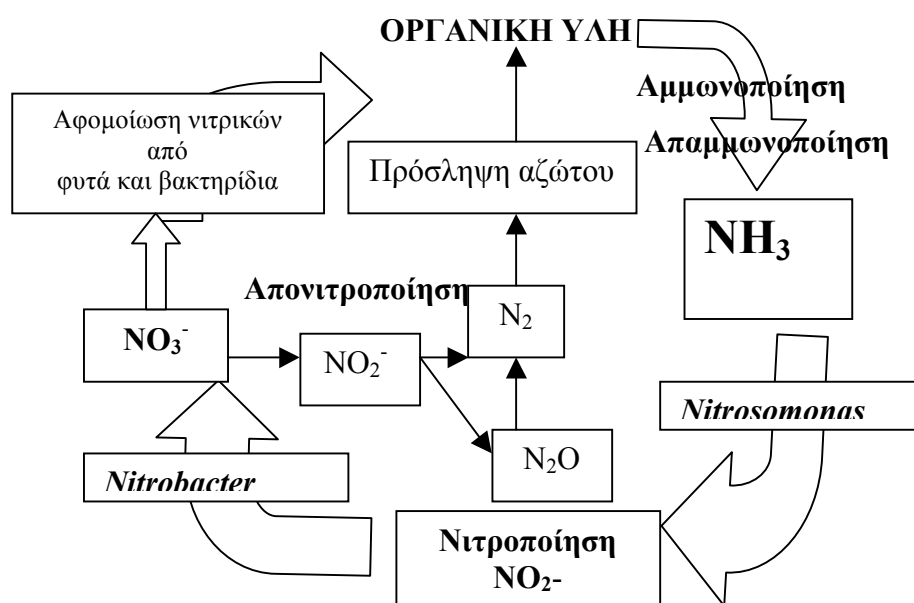 ΟΡΓΑΝΙΚΗ ΥΛΗ
Αμμωνοποίηση
Απαμμωνοποίηση
Αφομοίωση νιτρικών
από
φυτά και βακτηρίδια
Πρόσληψη αζώτου
NH₃
Απονιτροποίηση
N₂
NO₃⁻
NO₂⁻
Nitrosomonas
N₂O
Nitrobacter
Νιτροποίηση
NO₂-